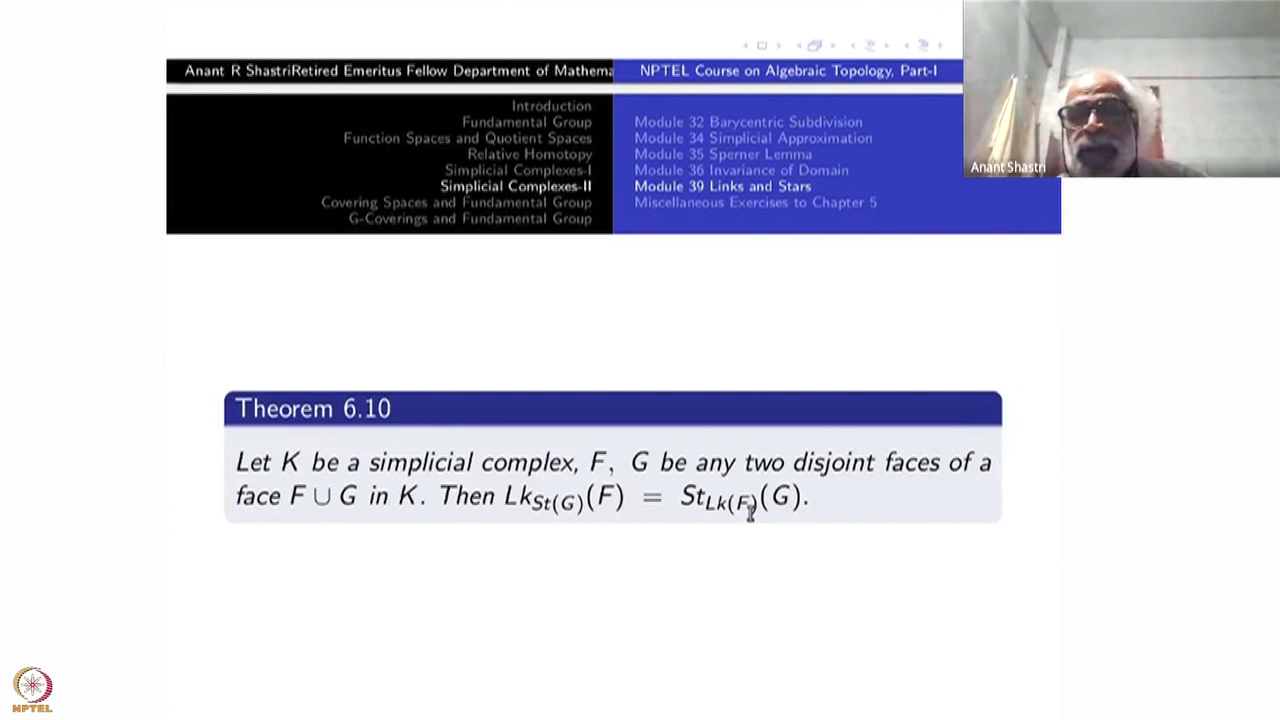 Anant R ShastriRetired Emeritus Fellow Department of Mathema
NPTEL Course on Algebraic Topology, Part-I
Introduction
Fundamental Group
Function Spaces and Quotient Spaces
Relative Homotopy
Simplicial Complexes-I
Simplicial Complexes-II
Covering Spaces and Fundamental Group
G-Coverings and Fundamental Group
Module 32 Barycentric Subdivision
Module 34 Simplicial Approximation
Module 35 Sperner Lemma
Module 36 Invariance of Domain
Module 39 Links and Stars
Miscellaneous Exercises to Chapter 5
Anant Shastri
Theorem 6.10
Let K be a simplicial complex, F, G be any two disjoint faces of a
face F ∪ G in K. Then Lk_{St(G)}(F) = St_{Lk(F)}(G).
NPTEL